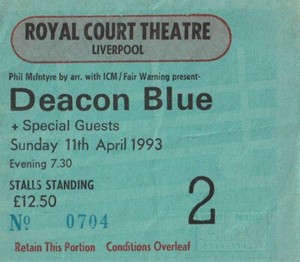 ROYAL COURT THEATRE
LIVERPOOL
Phil McIntyre by arr. with ICM/Fair Warning present-
Deacon Blue
+ Special Guests
Sunday 11th April 1993
Evening 7.30
STALLS STANDING
£12.50
2
Nº 0704
Retain This Portion Conditions Overleaf